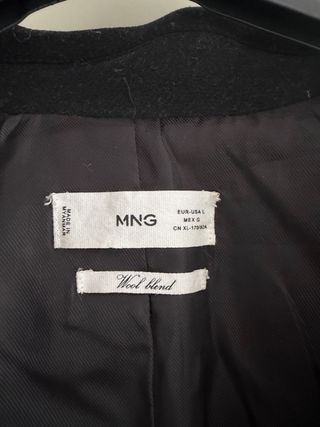 MADE IN
MYANMAR
MNG
EUR-USA L
MEX G
CN XL-170/92A
Wool blend